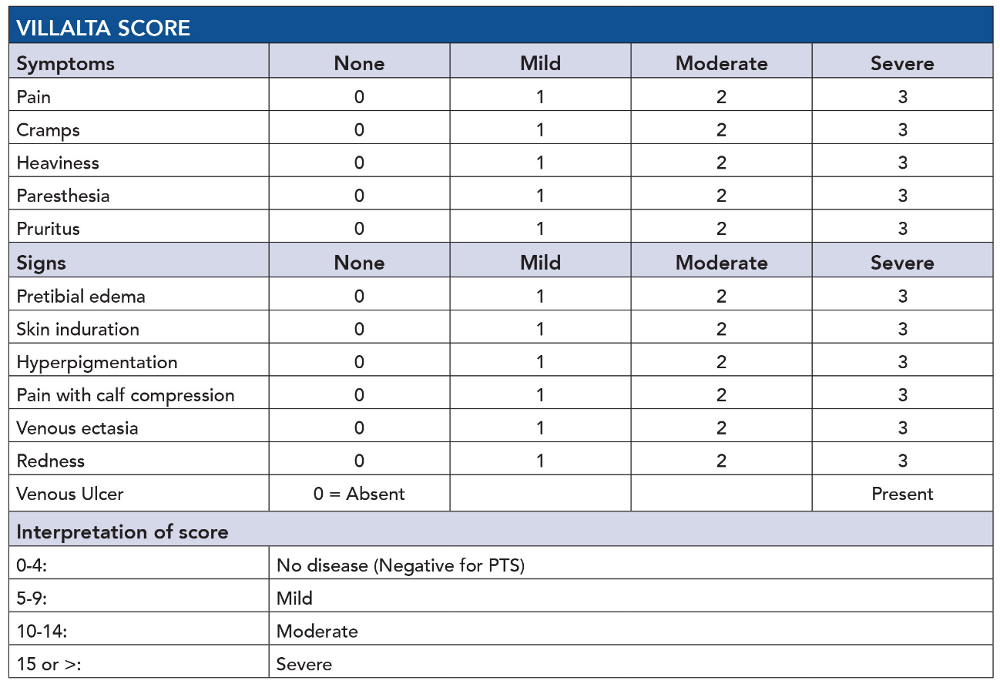 VILLALTA SCORE
Symptoms None Mild Moderate Severe
Pain 0 1 2 3
Cramps 0 1 2 3
Heaviness 0 1 2 3
Paresthesia 0 1 2 3
Pruritus 0 1 2 3
Signs None Mild Moderate Severe
Pretibial edema 0 1 2 3
Skin induration 0 1 2 3
Hyperpigmentation 0 1 2 3
Pain with calf compression 0 1 2 3
Venous ectasia 0 1 2 3
Redness 0 1 2 3
Venous Ulcer 0 = Absent Present
Interpretation of score
0-4: No disease (Negative for PTS)
5-9: Mild
10-14: Moderate
15 or >: Severe